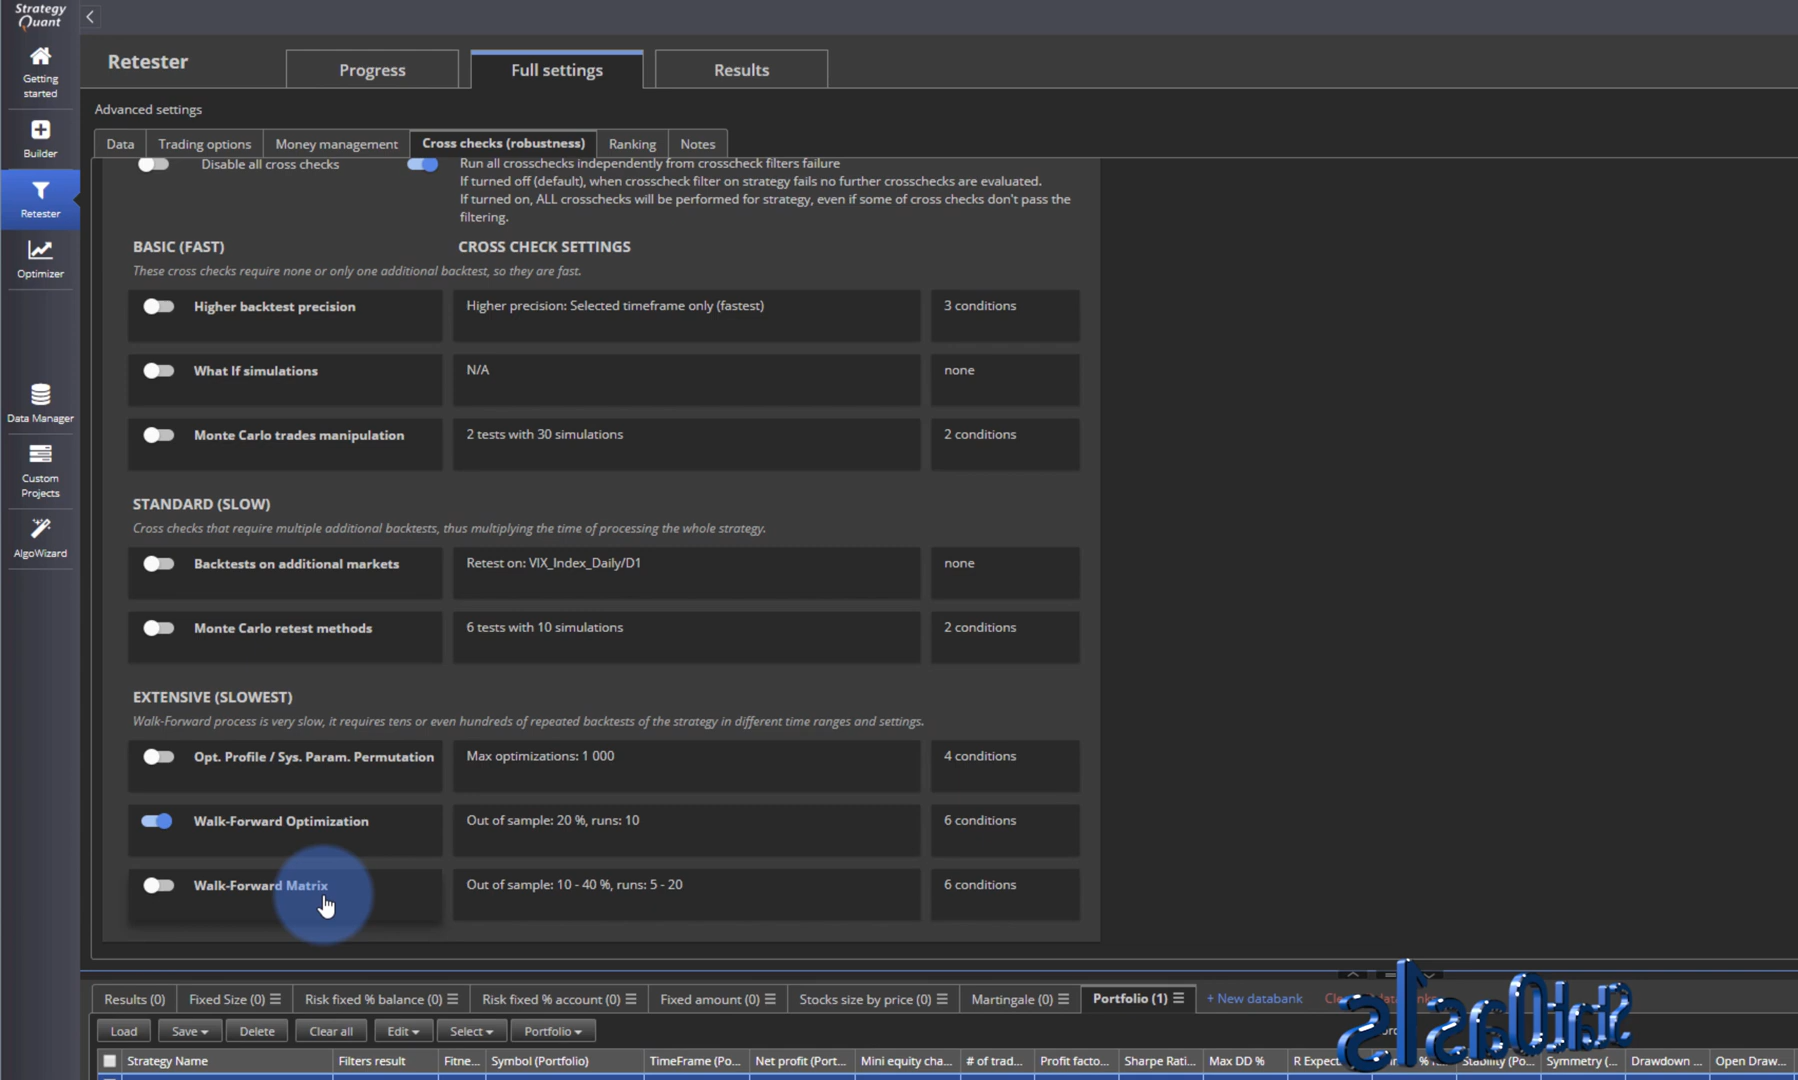 Strategy
Quant
Getting
started
Builder
Retester
Optimizer
Data Manager
Custom
Projects
AlgoWizard
Retester
Progress
Full settings
Results
Advanced settings
Data
Trading options
Money management
Cross checks (robustness)
Ranking
Notes
Disable all cross checks
Run all crosschecks independently from crosscheck filters failure
If turned off (default), when crosscheck filter on strategy fails no further crosschecks are evaluated.
If turned on, ALL crosschecks will be performed for strategy, even if some of cross checks don't pass the
filtering.
BASIC (FAST)
CROSS CHECK SETTINGS
These cross checks require none or only one additional backtest, so they are fast.
Higher backtest precision
Higher precision: Selected timeframe only (fastest)
3 conditions
What If simulations
N/A
none
Monte Carlo trades manipulation
2 tests with 30 simulations
2 conditions
STANDARD (SLOW)
Cross checks that require multiple additional backtests, thus multiplying the time of processing the whole strategy.
Backtests on additional markets
Retest on: VIX_Index_Daily/D1
none
Monte Carlo retest methods
6 tests with 10 simulations
2 conditions
EXTENSIVE (SLOWEST)
Walk-Forward process is very slow, it requires tens or even hundreds of repeated backtests of the strategy in different time ranges and settings.
Opt. Profile / Sys. Param. Permutation
Max optimizations: 1 000
4 conditions
Walk-Forward Optimization
Out of sample: 20 %, runs: 10
6 conditions
Walk-Forward Matrix
Out of sample: 10 - 40 %, runs: 5 - 20
6 conditions
Results (0)
Fixed Size (0)
Risk fixed % balance (0)
Risk fixed % account (0)
Fixed amount (0)
Stocks size by price (0)
Martingale (0)
Portfolio (1)
+ New databank
Load
Save
Delete
Clear all
Edit
Select
Portfolio
Strategy Name
Filters result
Fitne...
Symbol (Portfolio)
TimeFrame (Po...
Net profit (Port...
Mini equity cha...
# of trad...
Profit facto...
Sharpe Rati...
Max DD %
R Expect
Stability (Po...
Symmetry (...
Drawdown ...
Open Draw...